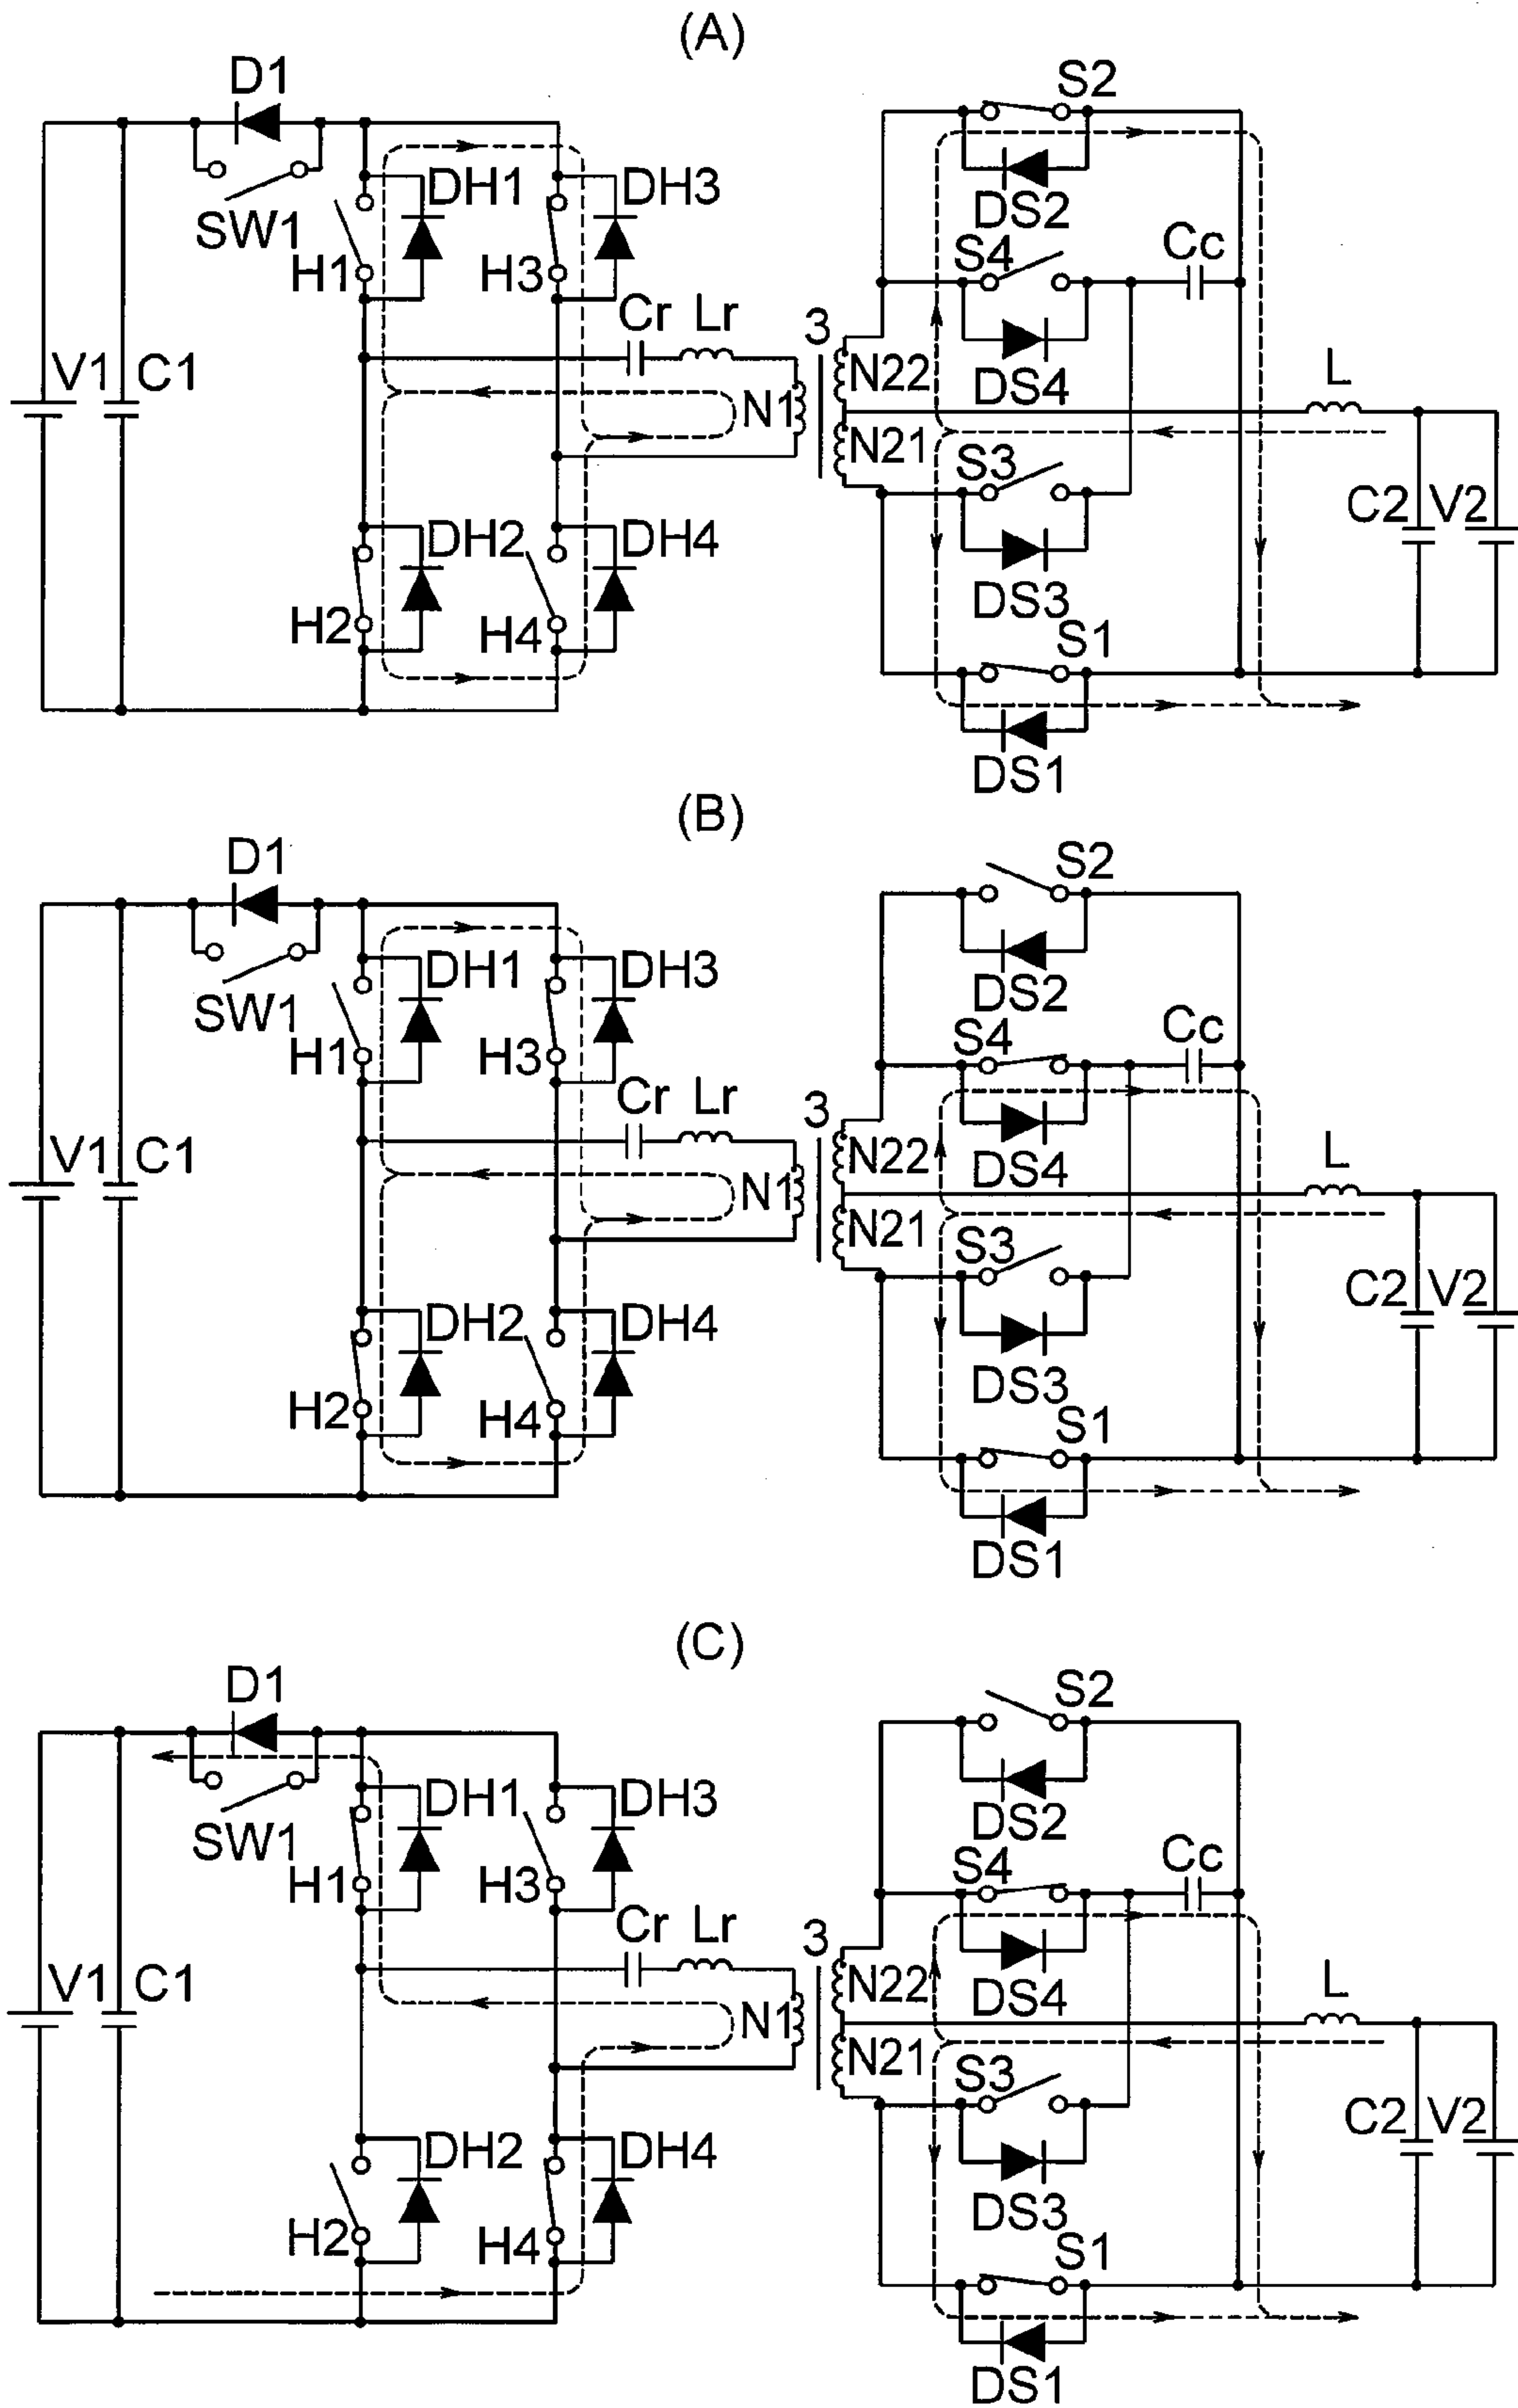 (A)
D1
S2
DH1
DH3
DS2
SW1
H1
H3
S4
Cc
Cr
Lr
3
V1
C1
N1
N22
DS4
L
N21
S3
DH2
DH4
C2
V2
DS3
H2
H4
S1
DS1
(B)
D1
S2
DH1
DH3
DS2
SW1
H1
H3
S4
Cc
Cr
Lr
3
V1
C1
N1
N22
DS4
L
N21
S3
DH2
DH4
C2
V2
DS3
H2
H4
S1
DS1
(C)
D1
S2
DH1
DH3
DS2
SW1
H1
H3
S4
Cc
Cr
Lr
3
V1
C1
N1
N22
DS4
L
N21
S3
DH2
DH4
C2
V2
DS3
H2
H4
S1
DS1